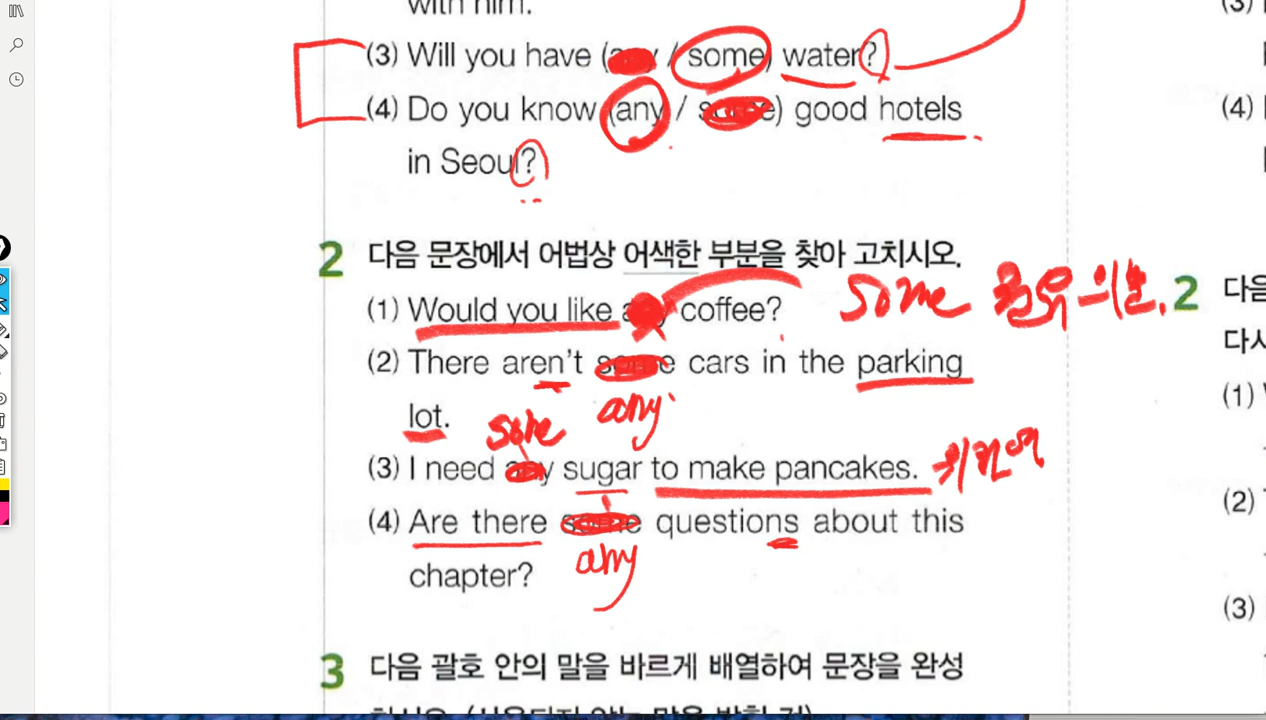 with him.
(3) Will you have (any / some) water?
(4) Do you know (any / some) good hotels
in Seoul?
2 다음 문장에서 어법상 어색한 부분을 찾아 고치시오.
(1) Would you like any coffee? some 권유 의문.
(2) There aren't some cars in the parking
any
lot.
some
(3) I need any sugar to make pancakes.
(4) Are there some questions about this
any
chapter?
3 다음 괄호 안의 말을 바르게 배열하여 문장을 완성
(3)
(4)
2 다음
다시
(1)
(2)
(3)